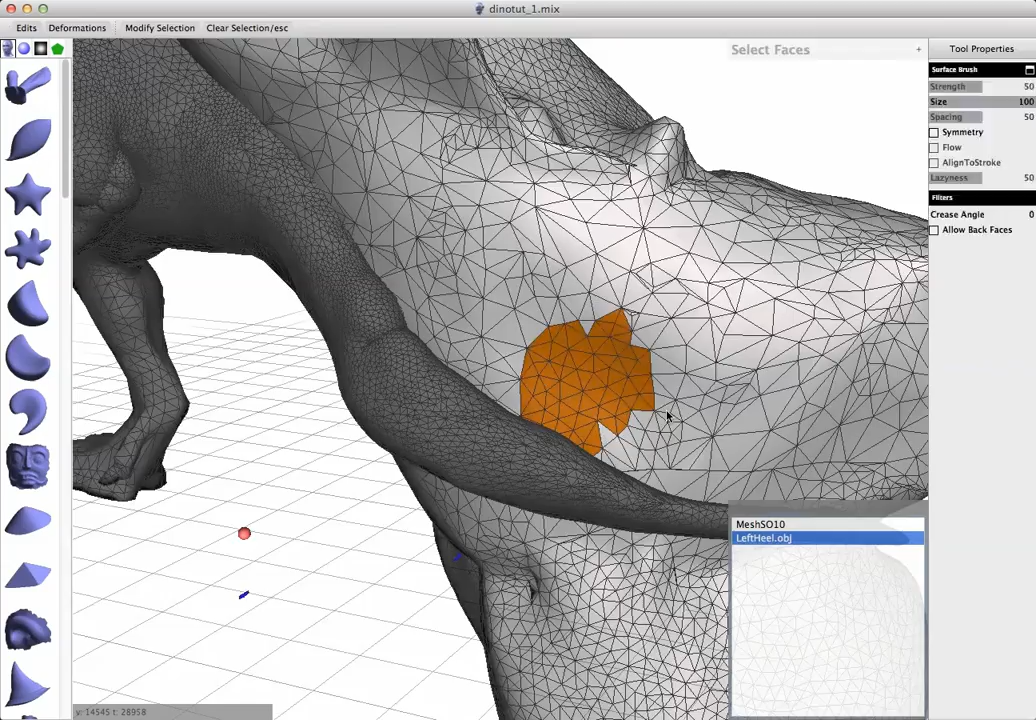 dinotut_1.mix
Edits Deformations Modify Selection Clear Selection/esc
Select Faces +
Tool Properties
Surface Brush
Strength 50
Size 100
Spacing 50
Symmetry
Flow
AlignToStroke
Lazyness 50
Filters
Crease Angle 0
Allow Back Faces
MeshSO10
LeftHeel.obj
v: 14545 t: 28958